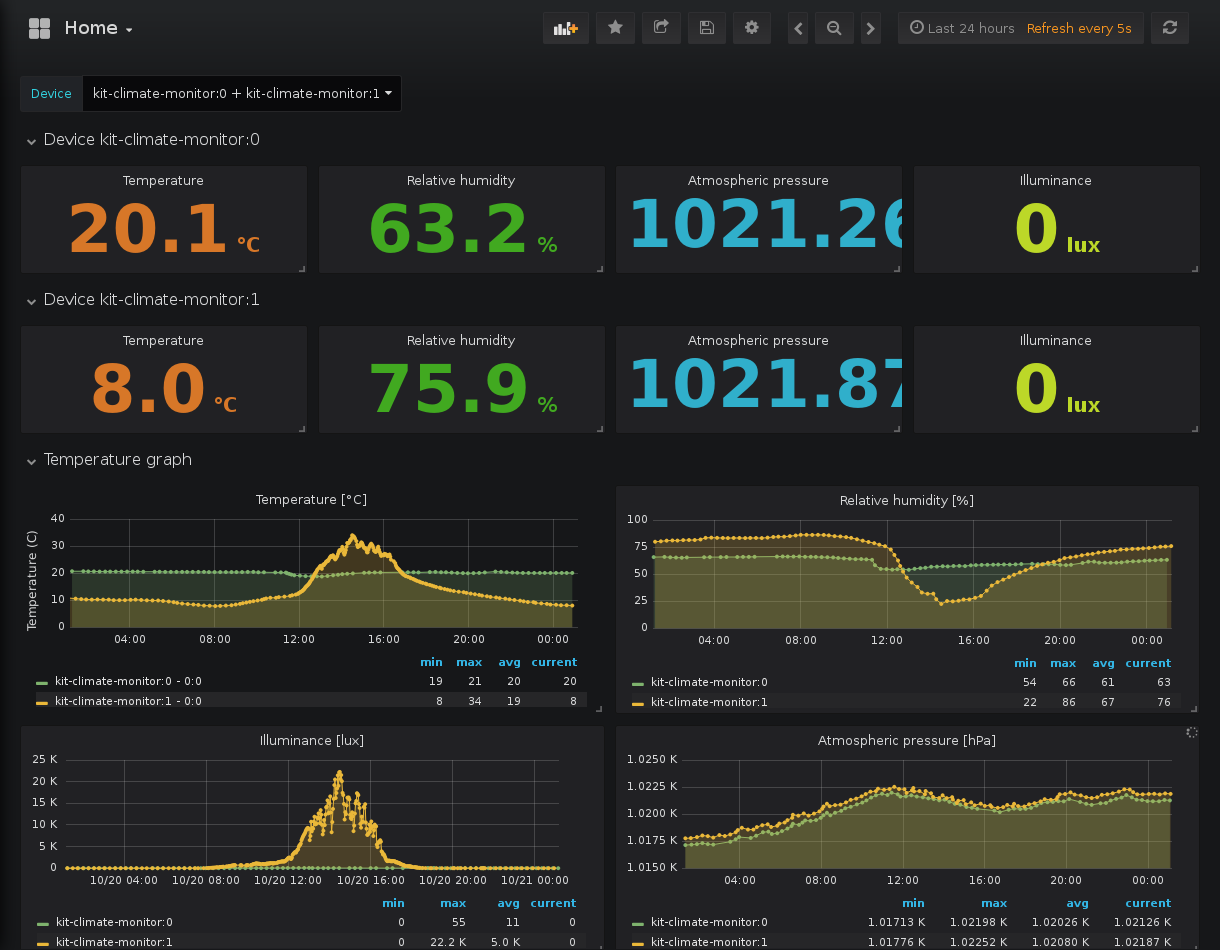 Home
Last 24 hours Refresh every 5s
Device kit-climate-monitor:0 + kit-climate-monitor:1
Device kit-climate-monitor:0
Temperature Relative humidity Atmospheric pressure Illuminance
20.1 °C 63.2 % 1021.26 0 lux
Device kit-climate-monitor:1
Temperature Relative humidity Atmospheric pressure Illuminance
8.0 °C 75.9 % 1021.87 0 lux
Temperature graph
Temperature [°C]
Temperature (C)
40
30
20
10
0
04:00 08:00 12:00 16:00 20:00 00:00
min max avg current
kit-climate-monitor:0 - 0:0 19 21 20 20
kit-climate-monitor:1 - 0:0 8 34 19 8
Relative humidity [%]
100
75
50
25
0
04:00 08:00 12:00 16:00 20:00 00:00
min max avg current
kit-climate-monitor:0 54 66 61 63
kit-climate-monitor:1 22 86 67 76
Illuminance [lux]
25 K
20 K
15 K
10 K
5 K
0
10/20 04:00 10/20 08:00 10/20 12:00 10/20 16:00 10/20 20:00 10/21 00:00
min max avg current
kit-climate-monitor:0 0 55 11 0
kit-climate-monitor:1 0 22.2 K 5.0 K 0
Atmospheric pressure [hPa]
1.0250 K
1.0225 K
1.0200 K
1.0175 K
1.0150 K
04:00 08:00 12:00 16:00 20:00 00:00
min max avg current
kit-climate-monitor:0 1.01713 K 1.02198 K 1.02026 K 1.02126 K
kit-climate-monitor:1 1.01776 K 1.02252 K 1.02080 K 1.02187 K